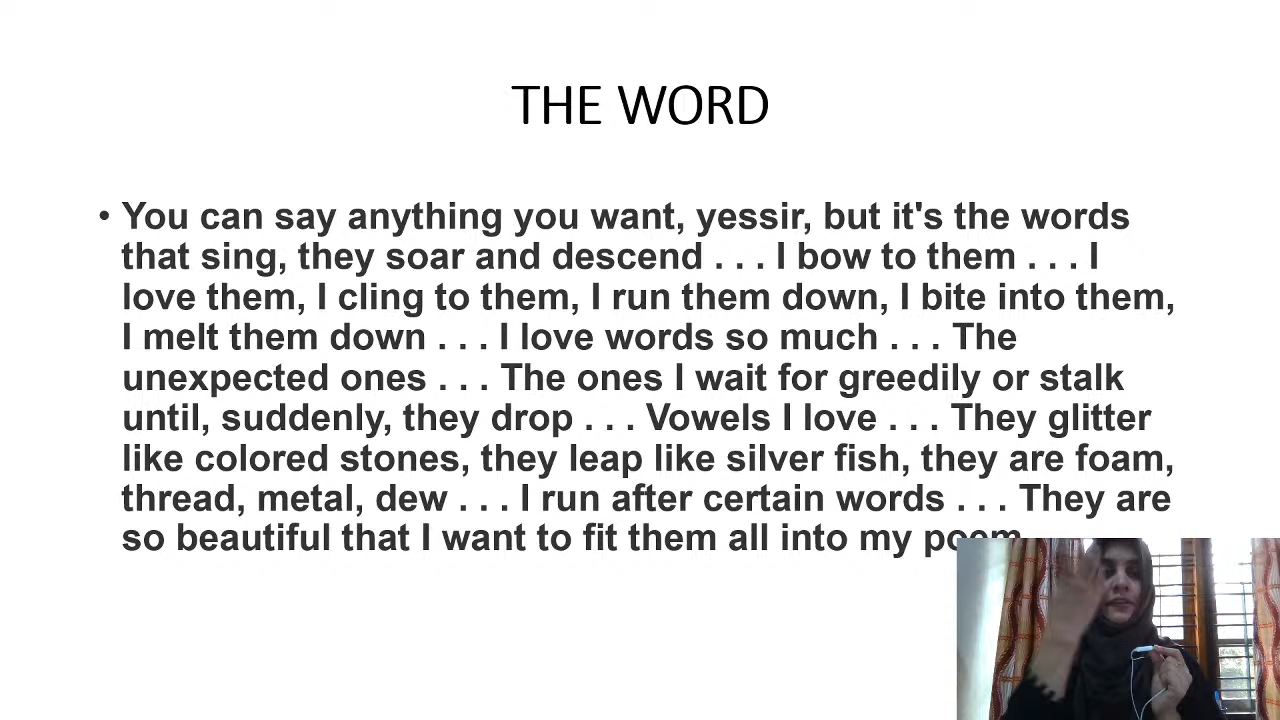 THE WORD
• You can say anything you want, yessir, but it's the words
that sing, they soar and descend . . . I bow to them . . . I
love them, I cling to them, I run them down, I bite into them,
I melt them down . . . I love words so much . . . The
unexpected ones . . . The ones I wait for greedily or stalk
until, suddenly, they drop . . . Vowels I love . . . They glitter
like colored stones, they leap like silver fish, they are foam,
thread, metal, dew . . . I run after certain words . . . They are
so beautiful that I want to fit them all into my poem